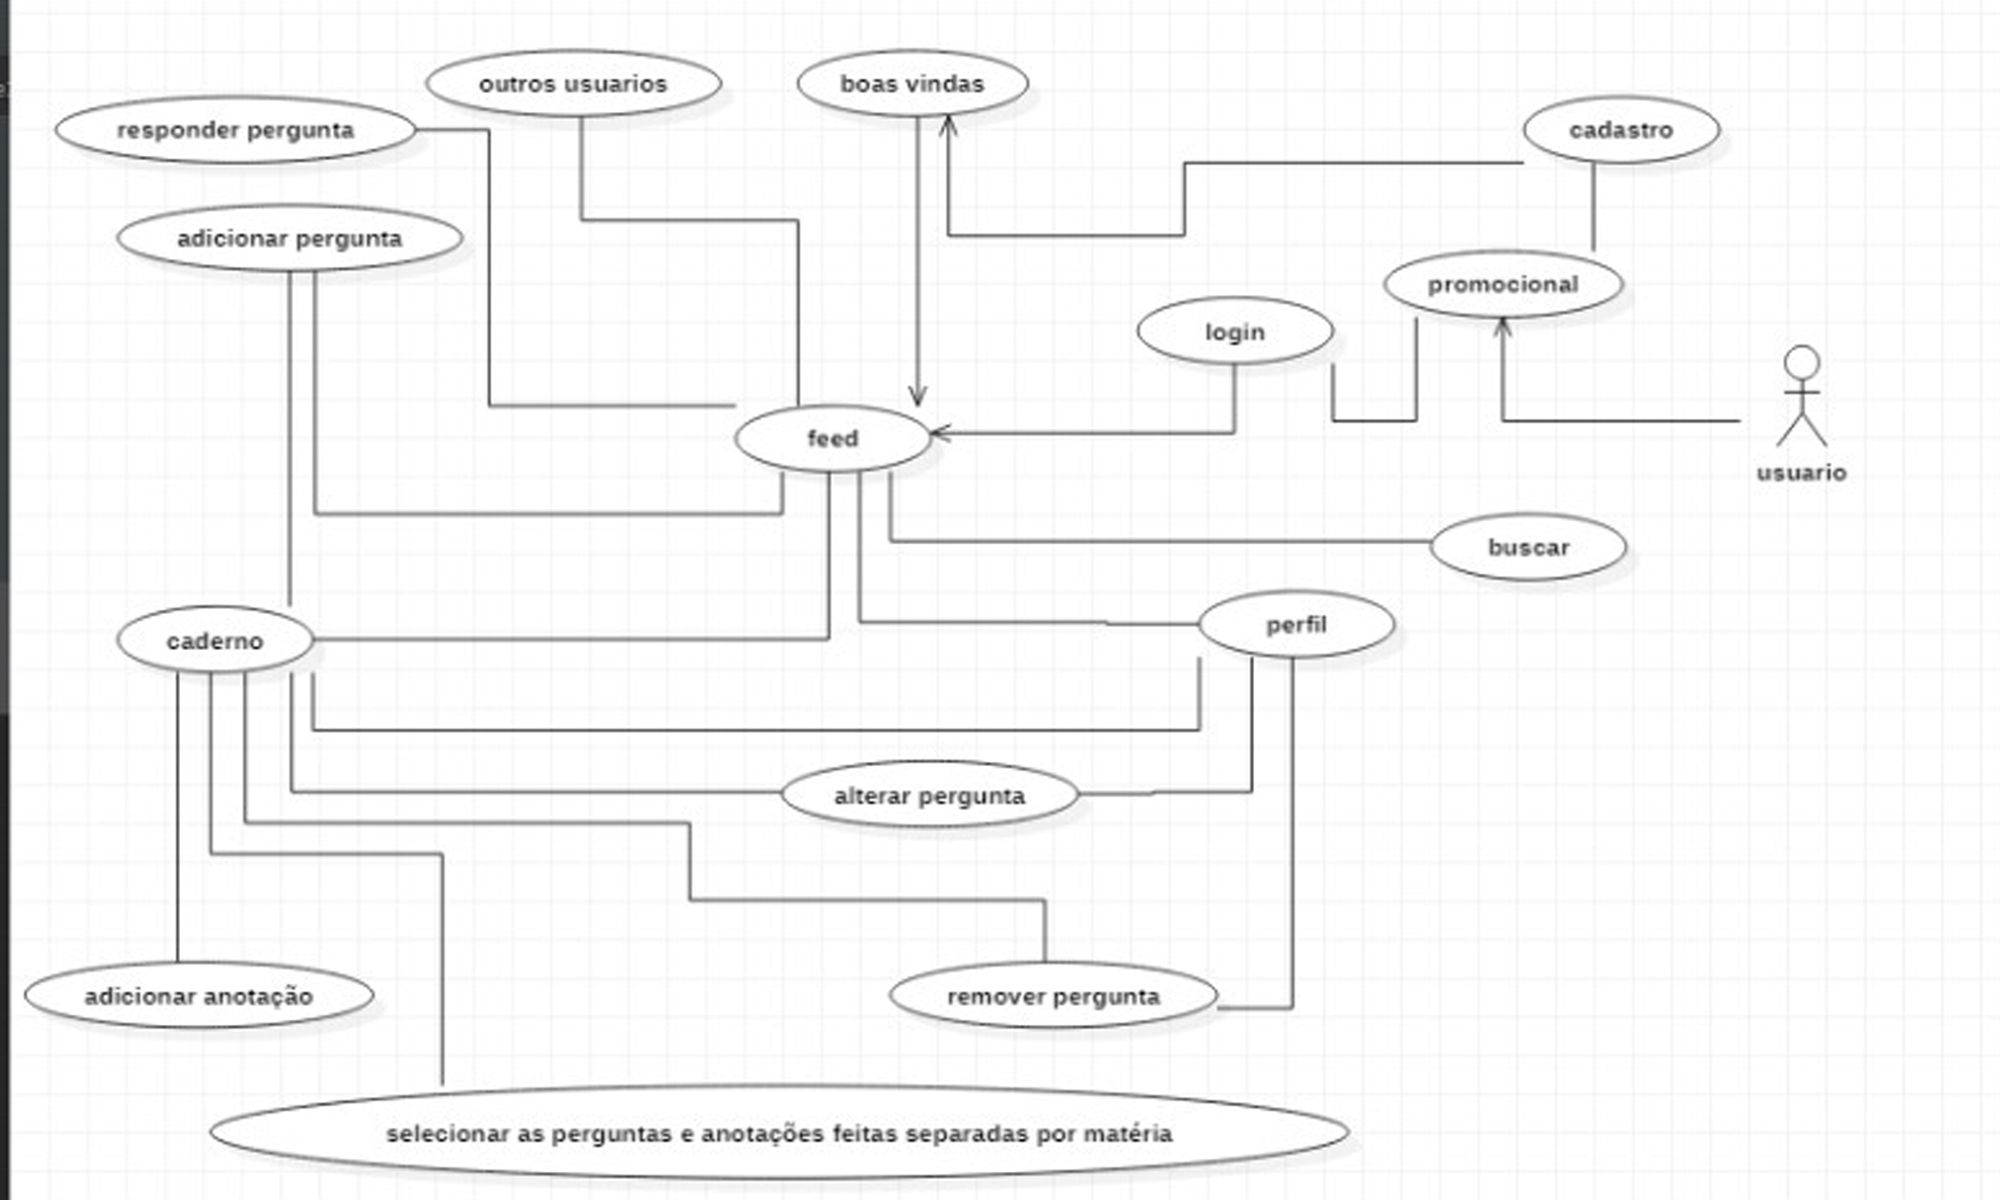 outros usuarios
boas vindas
responder pergunta
cadastro
adicionar pergunta
promocional
login
feed
usuario
buscar
perfil
caderno
alterar pergunta
adicionar anotação
remover pergunta
selecionar as perguntas e anotações feitas separadas por matéria